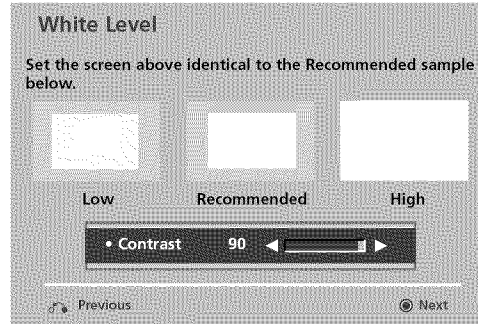 White Level
Set the screen above identical to the Recommended sample
below.
Low Recommended High
• Contrast 90
Previous Next